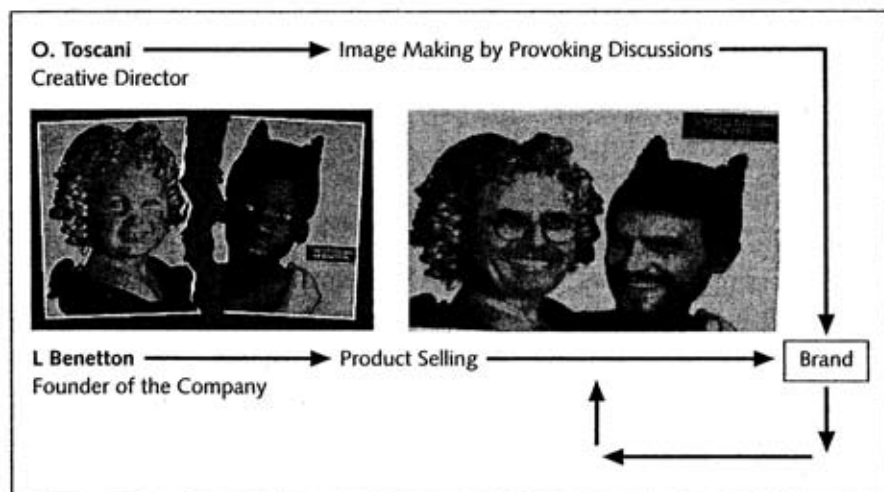 O. Toscani
Image Making by Provoking Discussions
Creative Director
L Benetton
Product Selling
Brand
Founder of the Company